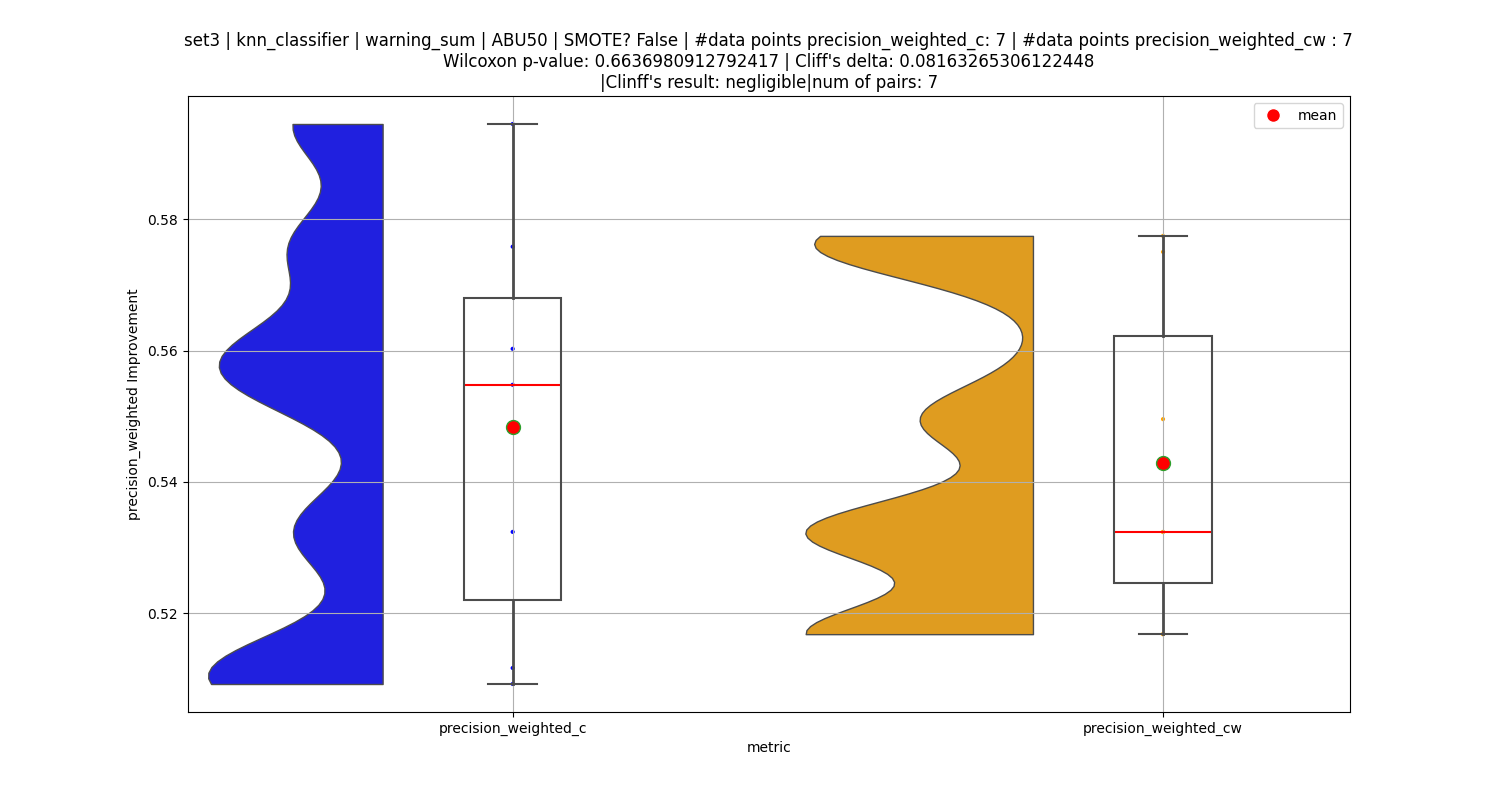 set3 | knn_classifier | warning_sum | ABU50 | SMOTE? False | #data points precision_weighted_c: 7 | #data points precision_weighted_cw : 7
Wilcoxon p-value: 0.6636980912792417 | Cliff's delta: 0.08163265306122448
|Clinff's result: negligible|num of pairs: 7
mean
0.58
0.56
0.54
0.52
precision_weighted Improvement
precision_weighted_c
precision_weighted_cw
metric